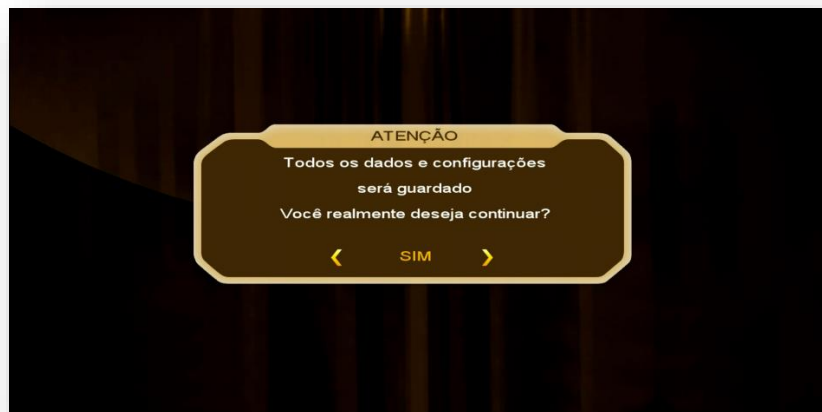 ATENÇÃO
Todos os dados e configurações
será guardado
Você realmente deseja continuar?
SIM